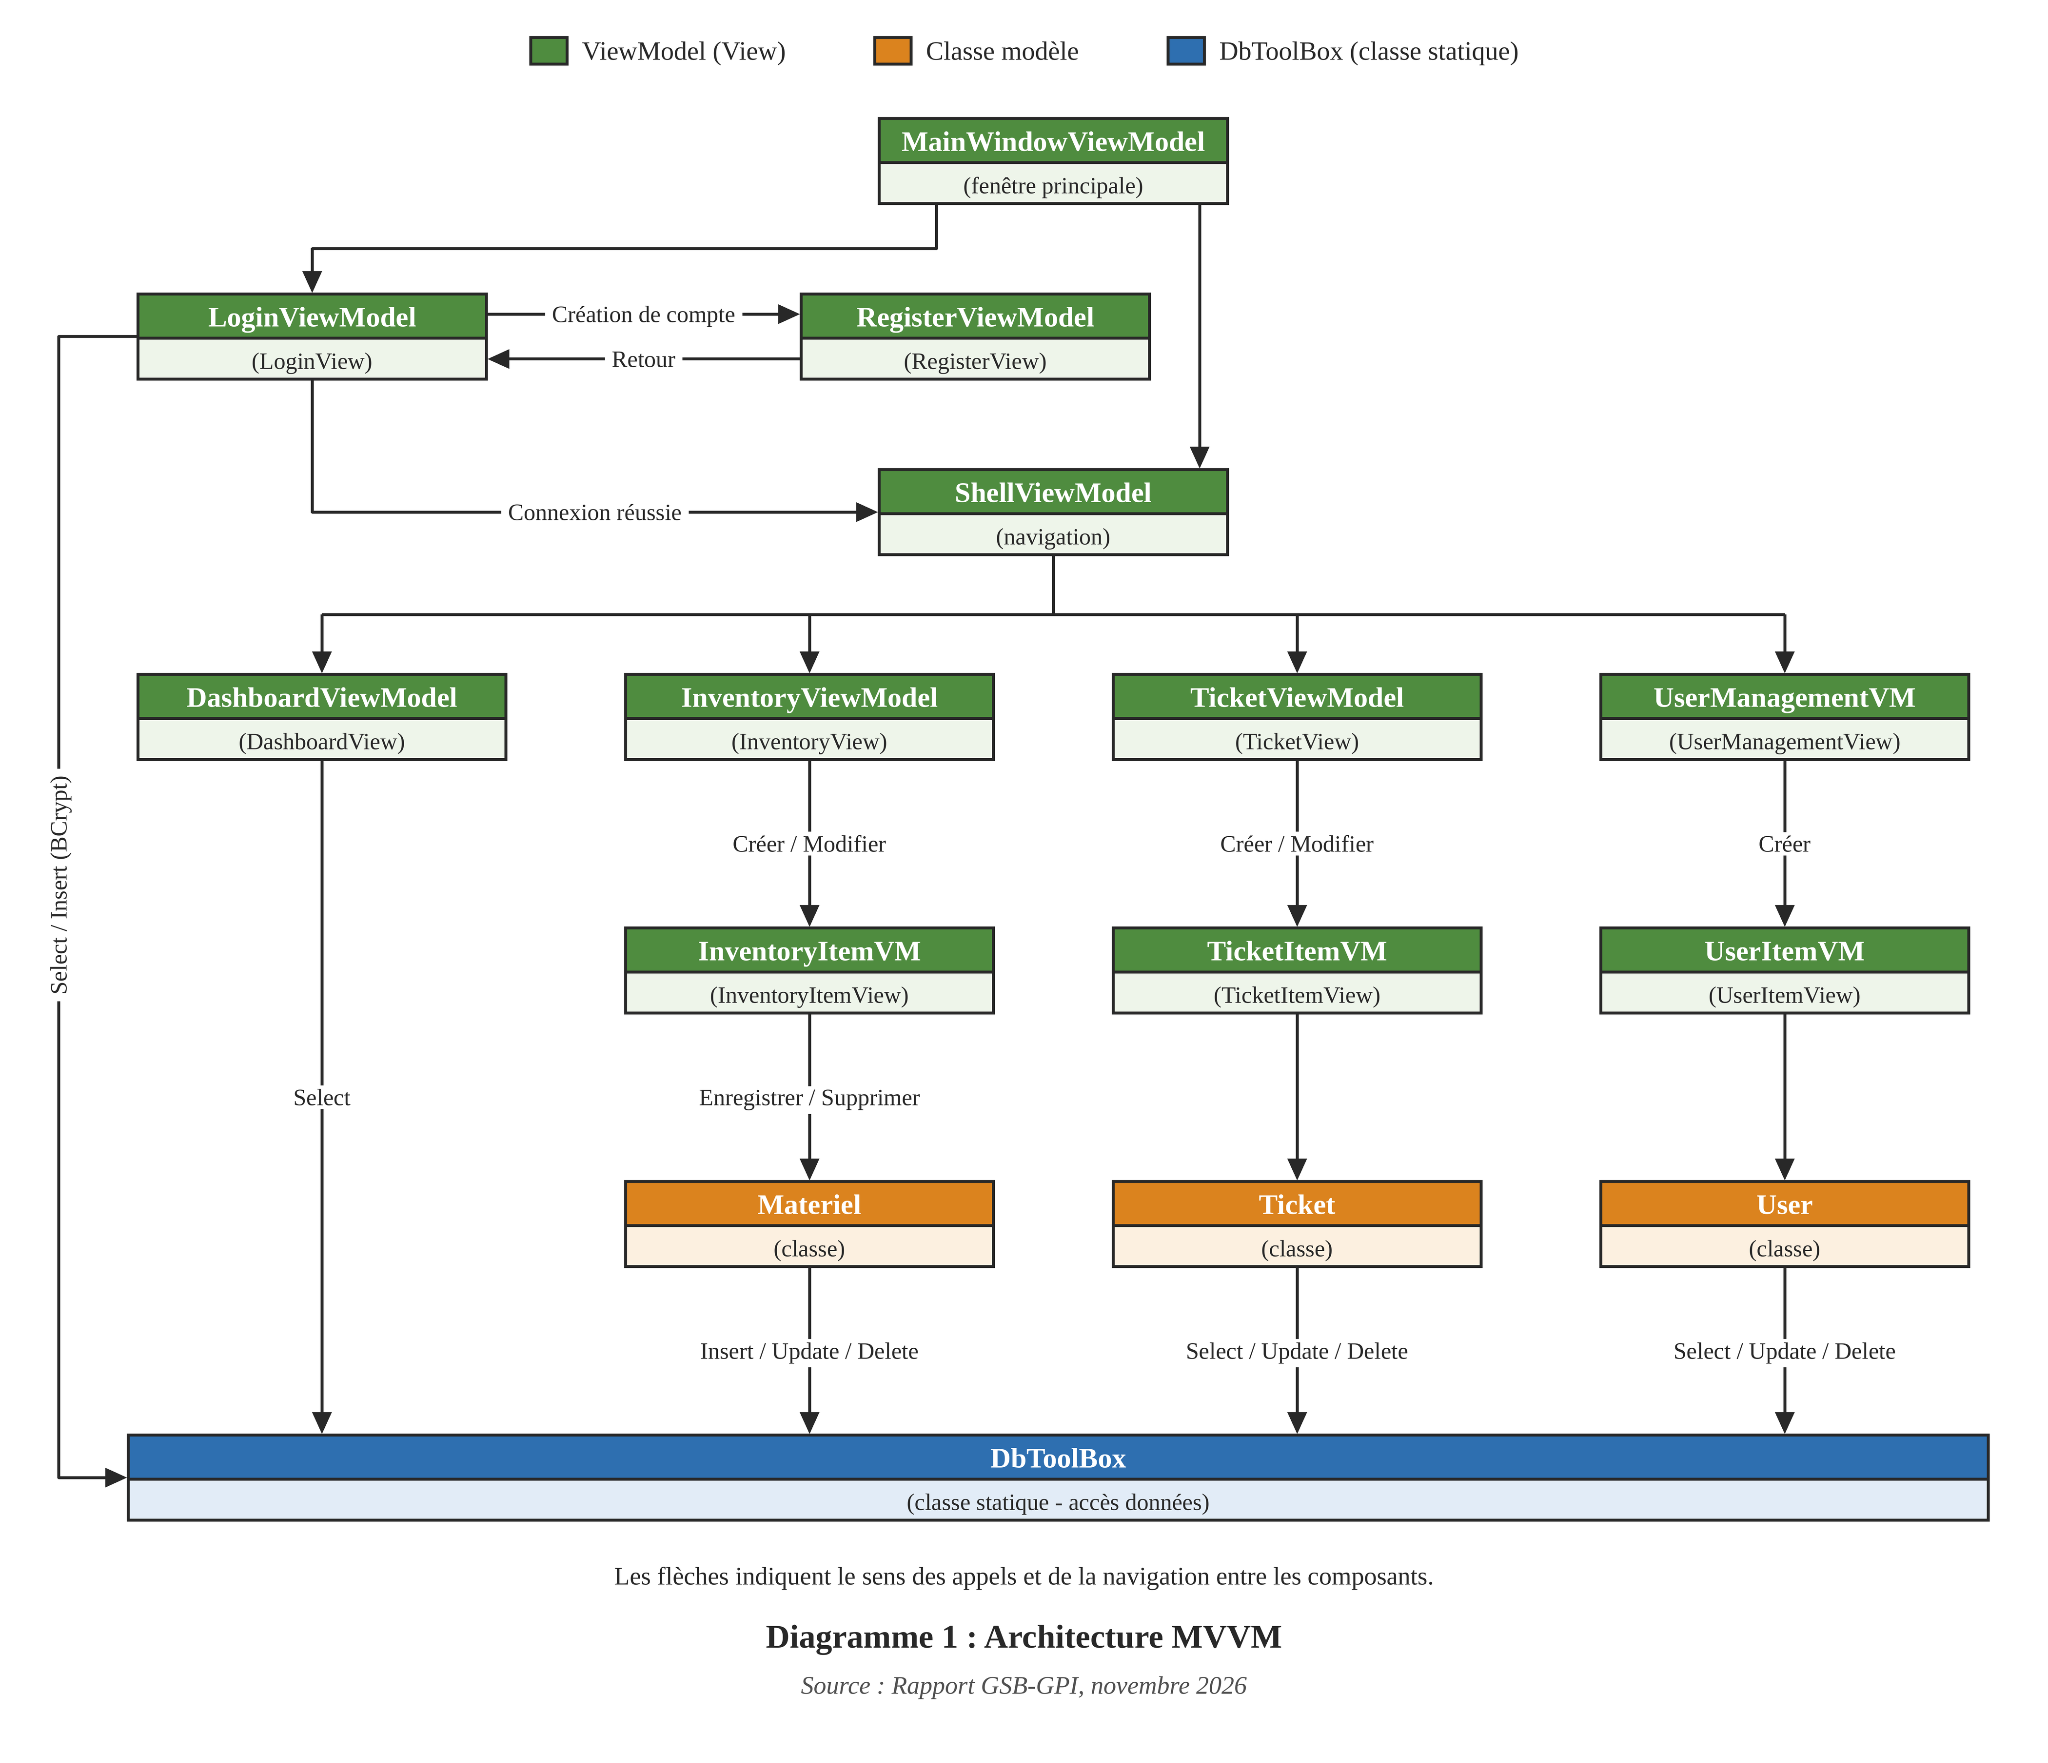 ViewModel (View)
Classe modèle
DbToolBox (classe statique)
MainWindowViewModel
(fenêtre principale)
LoginViewModel
(LoginView)
Création de compte
Retour
RegisterViewModel
(RegisterView)
Connexion réussie
ShellViewModel
(navigation)
DashboardViewModel
(DashboardView)
InventoryViewModel
(InventoryView)
TicketViewModel
(TicketView)
UserManagementVM
(UserManagementView)
Select / Insert (BCrypt)
Créer / Modifier
Créer / Modifier
Créer
InventoryItemVM
(InventoryItemView)
TicketItemVM
(TicketItemView)
UserItemVM
(UserItemView)
Select
Enregistrer / Supprimer
Materiel
(classe)
Ticket
(classe)
User
(classe)
Insert / Update / Delete
Select / Update / Delete
Select / Update / Delete
DbToolBox
(classe statique - accès données)
Les flèches indiquent le sens des appels et de la navigation entre les composants.
Diagramme 1 : Architecture MVVM
Source : Rapport GSB-GPI, novembre 2026